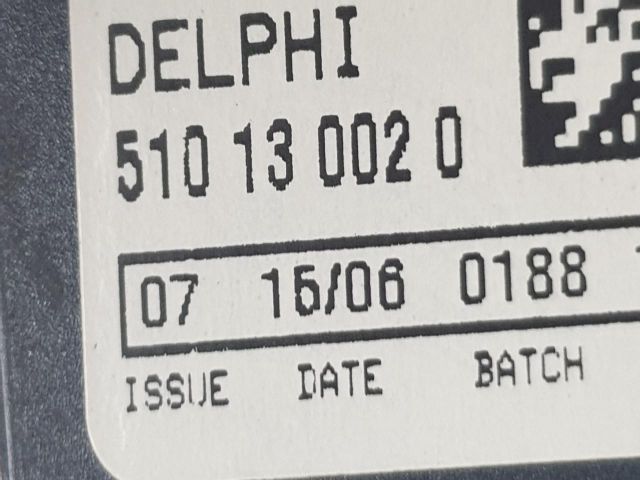 DELPHI
510 13 002 0
07 15/06 0188
ISSUE DATE BATCH